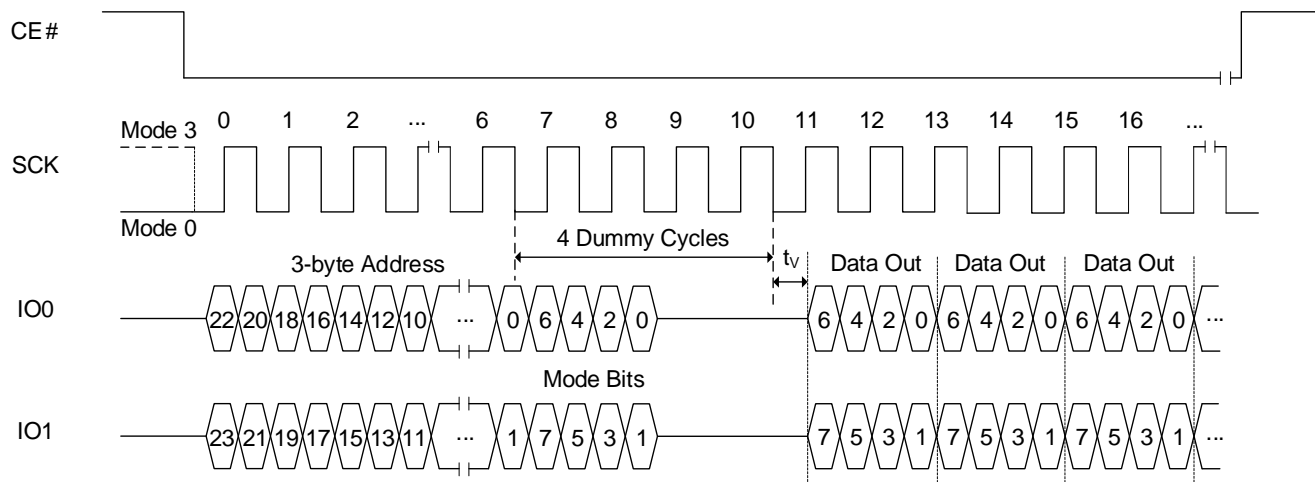 CE#
0 1 2 ... 6 7 8 9 10 11 12 13 14 15 16 ...
Mode 3
SCK
Mode 0
4 Dummy Cycles
3-byte Address tV Data Out Data Out Data Out
IO0 22 20 18 16 14 12 10 ... 0 6 4 2 0 6 4 2 0 6 4 2 0 6 4 2 0 ...
Mode Bits
IO1 23 21 19 17 15 13 11 ... 1 7 5 3 1 7 5 3 1 7 5 3 1 7 5 3 1 ...